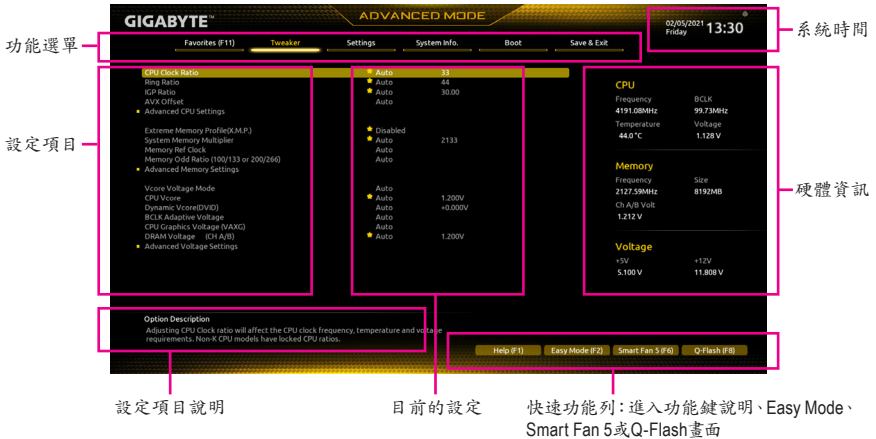 GIGABYTE™
ADVANCED MODE
02/05/2021 Friday 13:30
系統時間
功能選單
Favorites (F11) Tweaker Settings System Info. Boot Save & Exit
設定項目
CPU Clock Ratio Auto 33
Ring Ratio Auto 44
IGP Ratio Auto 30.00
AVX Offset Auto
Advanced CPU Settings
Extreme Memory Profile(X.M.P.) Disabled
System Memory Multiplier Auto 2133
Memory Ref Clock Auto
Memory Odd Ratio (100/133 or 200/266) Auto
Advanced Memory Settings
Vcore Voltage Mode Auto
CPU Vcore Auto 1.200V
Dynamic Vcore(DVID) Auto +0.000V
BCLK Adaptive Voltage Auto
CPU Graphics Voltage (VAXG) Auto
DRAM Voltage (CH A/B) Auto 1.200V
Advanced Voltage Settings
CPU
Frequency BCLK
4191.08MHz 99.73MHz
Temperature Voltage
44.0 °C 1.128 V
Memory
Frequency Size
2127.59MHz 8192MB
Ch A/B Volt
1.212 V
Voltage
+5V +12V
5.100 V 11.808 V
硬體資訊
Option Description
Adjusting CPU Clock ratio will affect the CPU clock frequency, temperature and voltage
requirements. Non-K CPU models have locked CPU ratios.
Help (F1) Easy Mode (F2) Smart Fan 5 (F6) Q-Flash (F8)
設定項目說明
目前的設定
快速功能列：進入功能鍵說明、Easy Mode、
Smart Fan 5或Q-Flash畫面